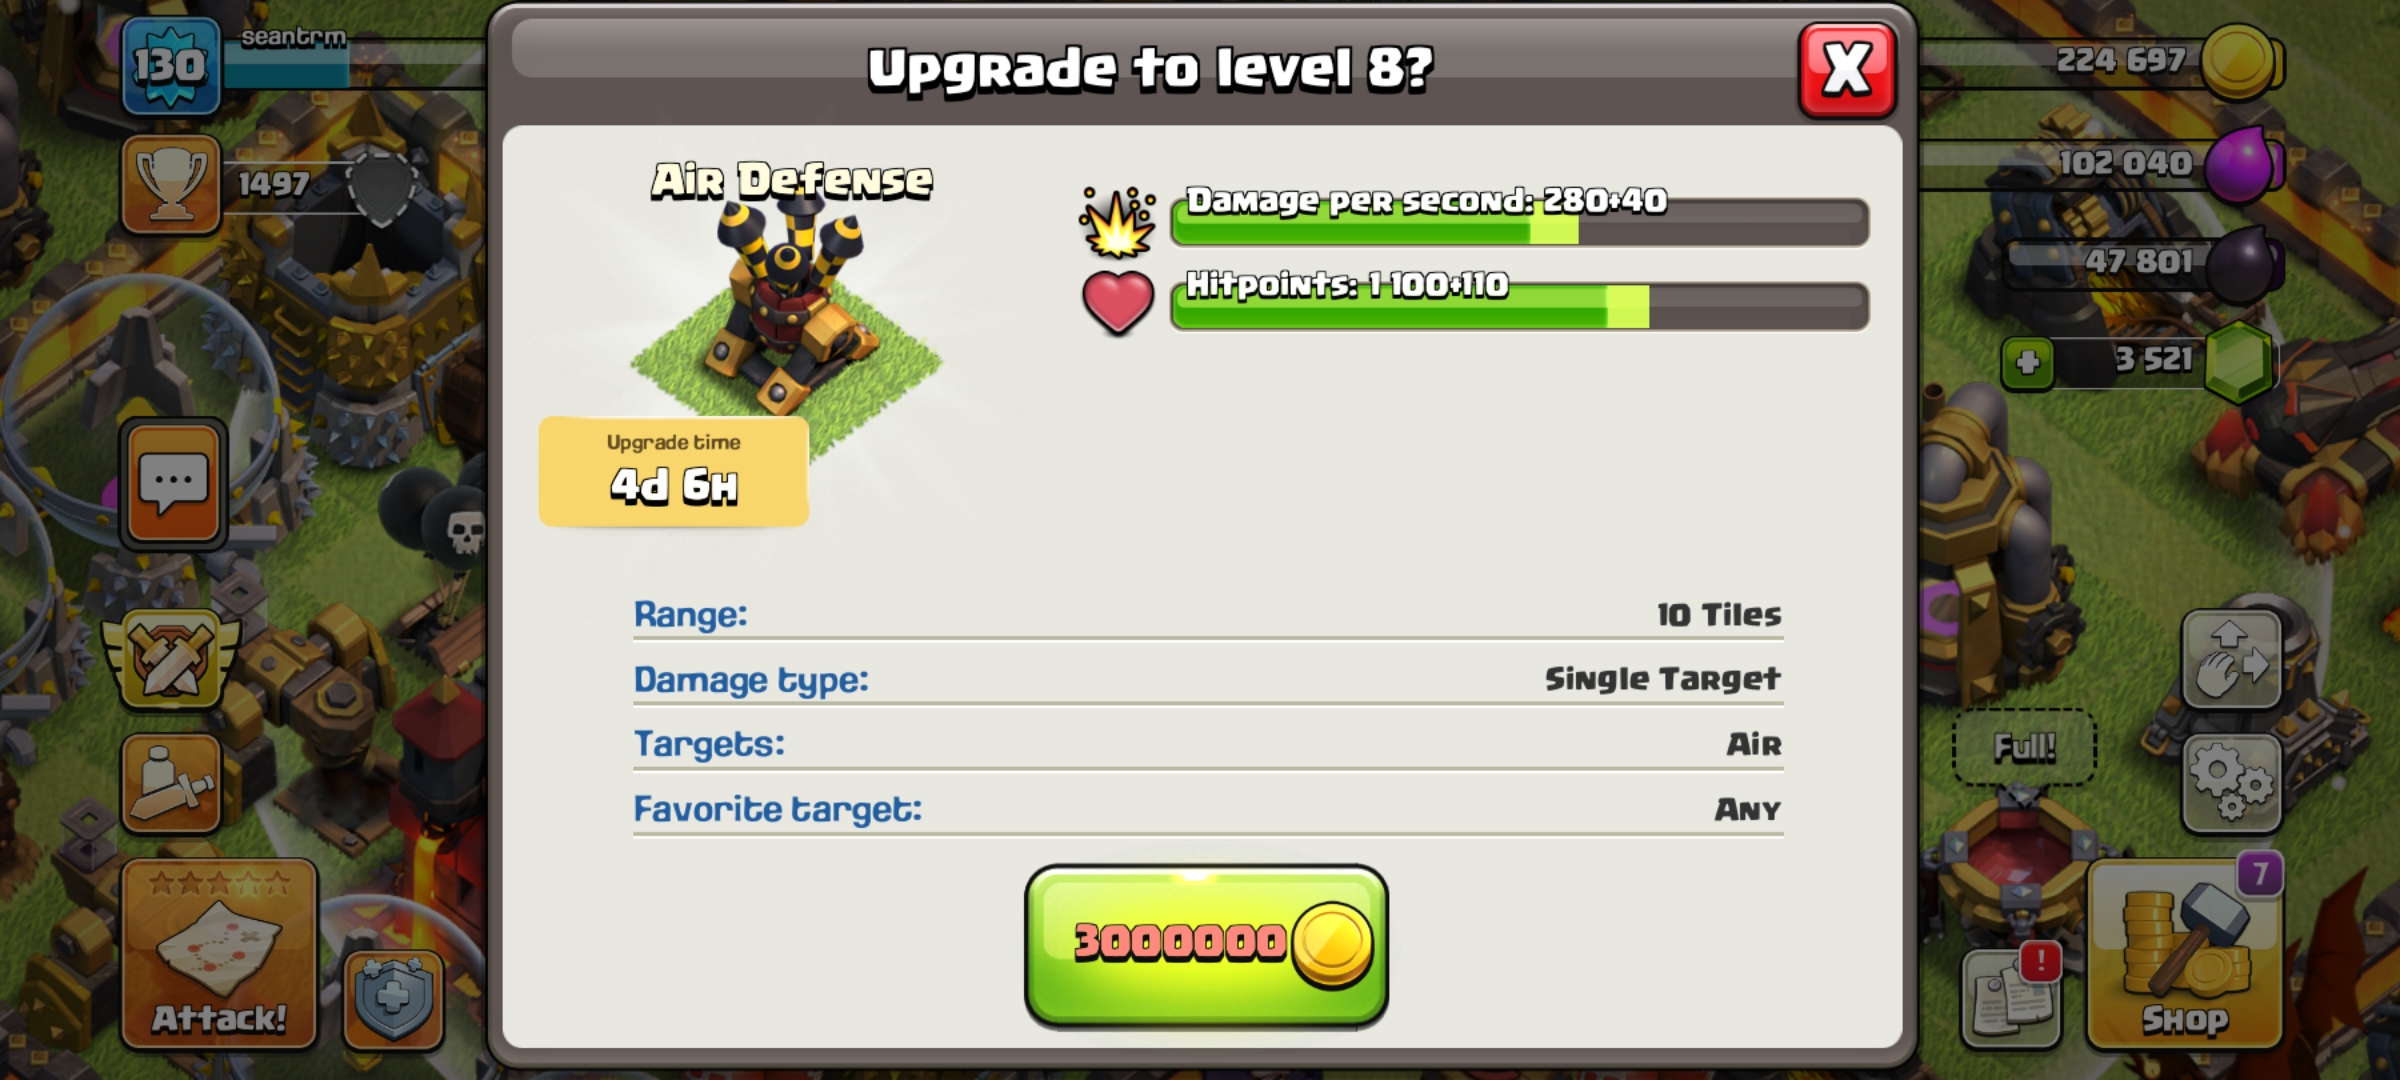 130
seantrm
Upgrade to level 8?
224 697
1497
Air Defense
Damage per second: 280+40
102 040
Hitpoints: 1 100+110
47 801
3 521
Upgrade time
4d 6h
Range: 10 Tiles
Damage type: Single Target
Targets: Air
Full!
Favorite target: Any
7
3000000
!
Attack!
Shop